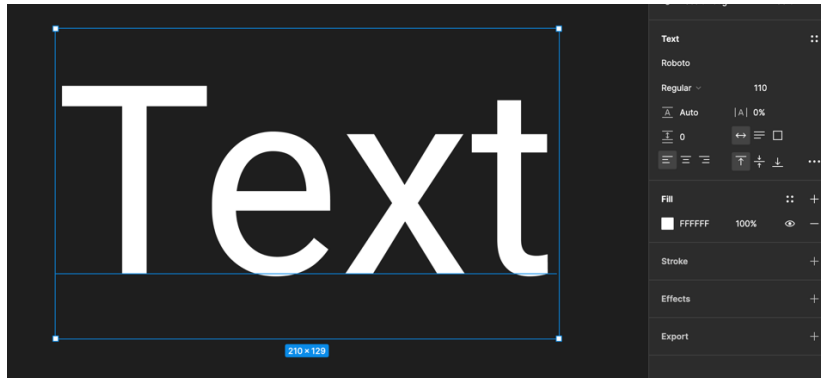 Text
210 × 129
Text
Roboto
Regular 110
A Auto |A| 0%
0
Fill
FFFFFF 100%
Stroke
Effects
Export